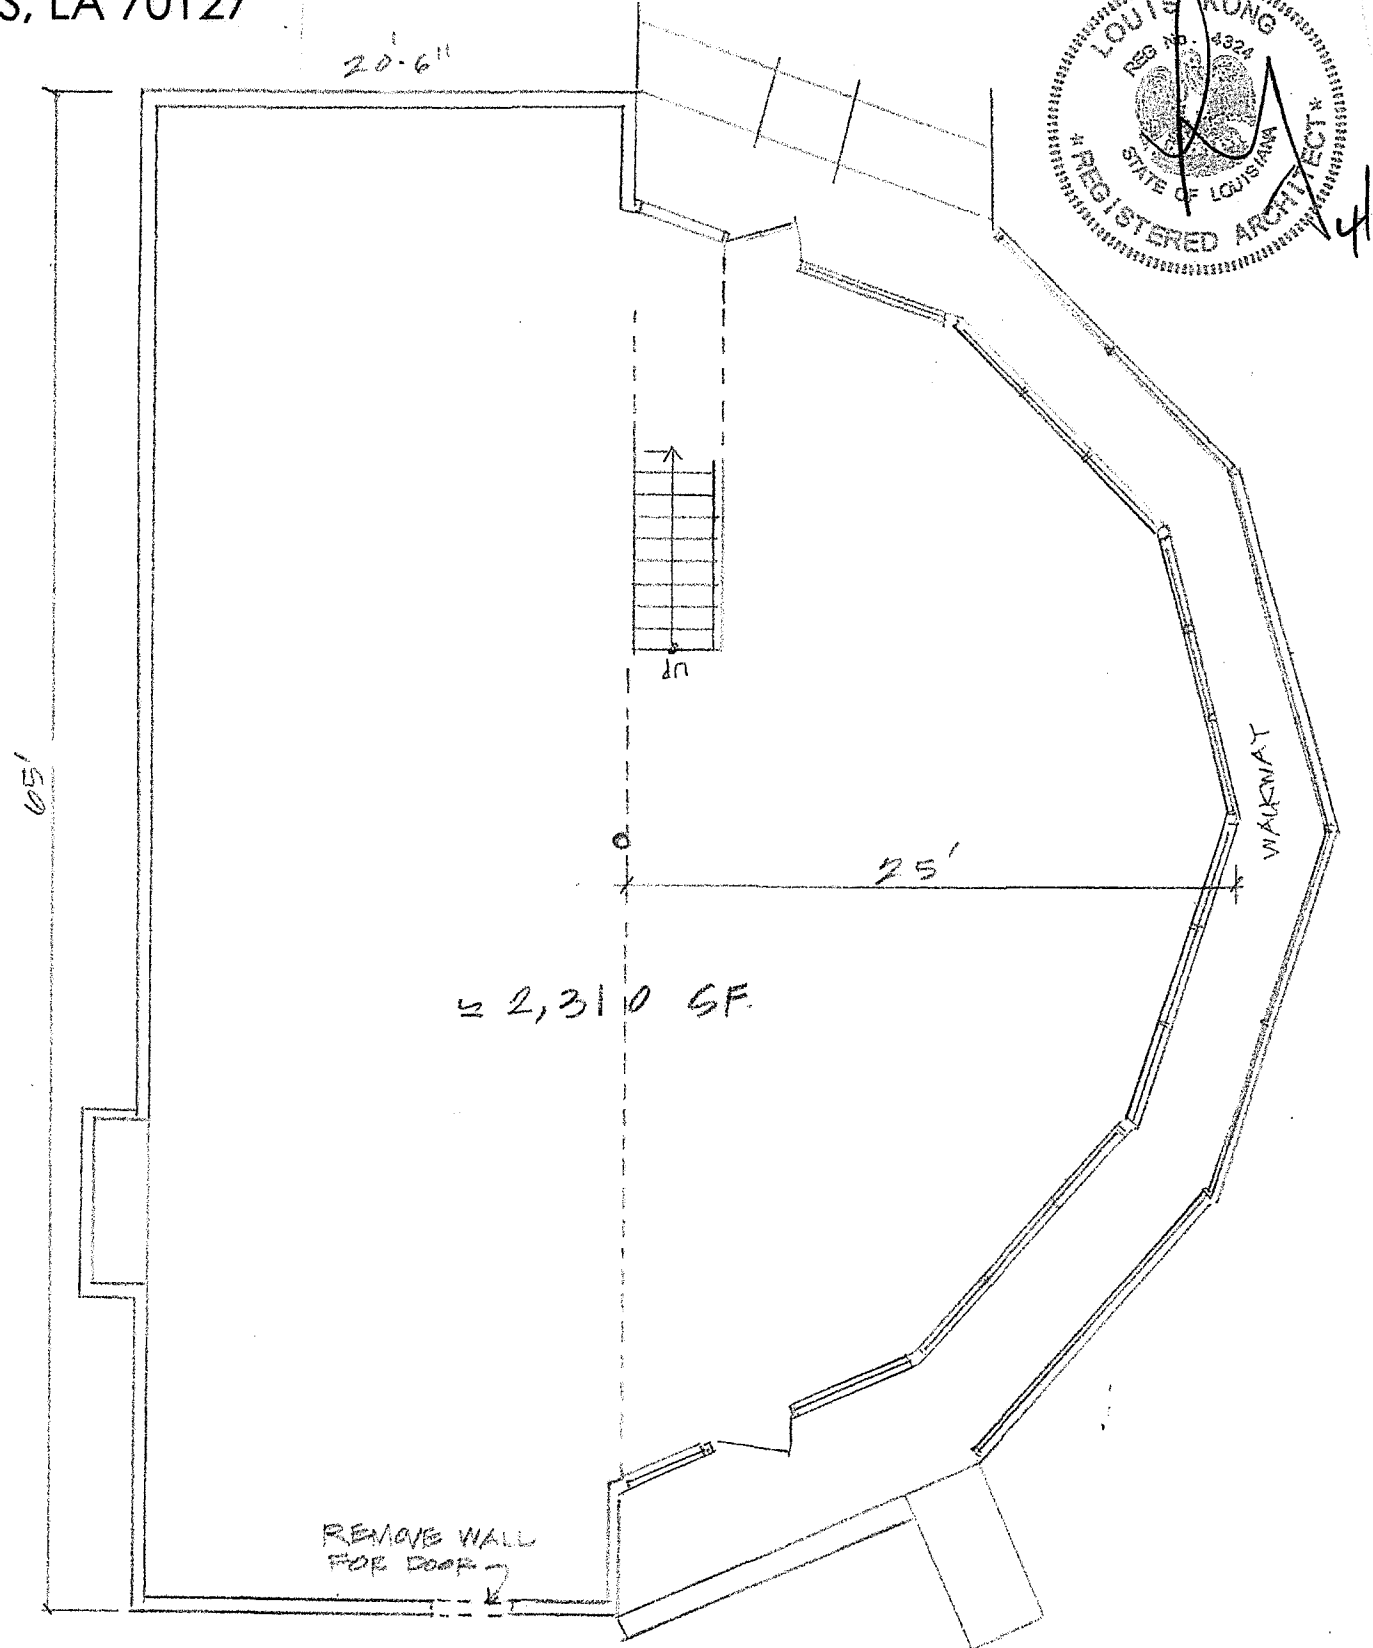 S, LA 70127
20'-6"
LOUIS KONG
REG No. 4324
STATE OF LOUISIANA
* REGISTERED ARCHITECT *
UP
65'
WALKWAY
25'
≃ 2,310 SF.
REMOVE WALL
FOR DOOR